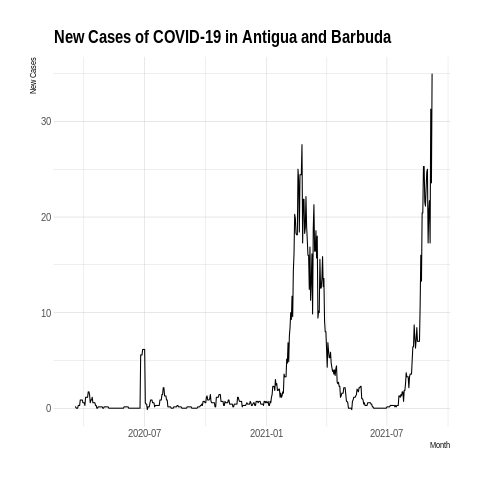 New Cases of COVID-19 in Antigua and Barbuda
New Cases
30
20
10
0
2020-07 2021-01 2021-07
Month